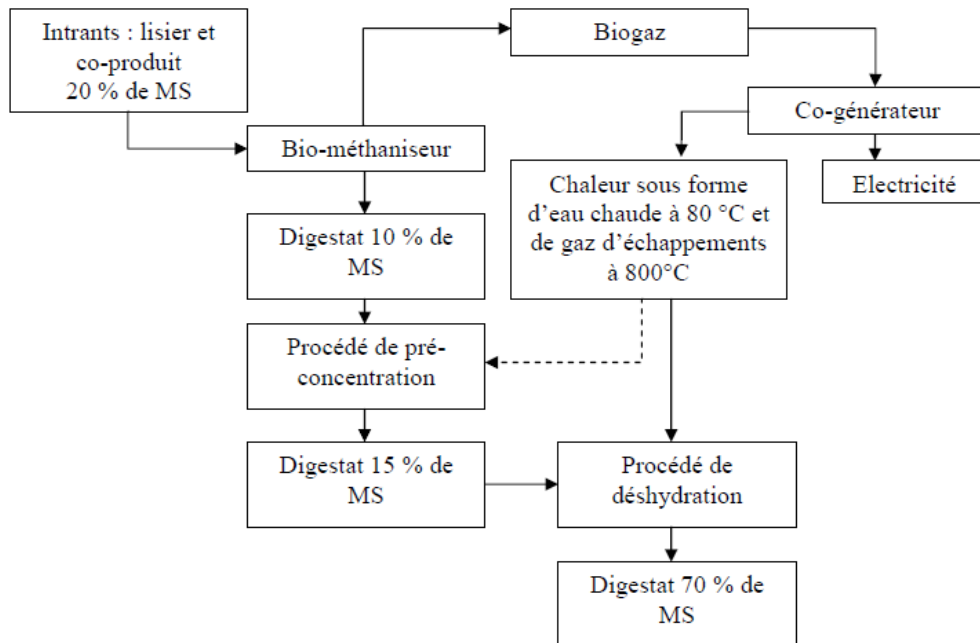 Intrants : lisier et
co-produit
20 % de MS
Biogaz
Co-générateur
Bio-méthaniseur
Electricité
Chaleur sous forme
d'eau chaude à 80 °C et
de gaz d'échappements
à 800°C
Digestat 10 % de
MS
Procédé de pré-
concentration
Digestat 15 % de
MS
Procédé de
déshydration
Digestat 70 % de
MS